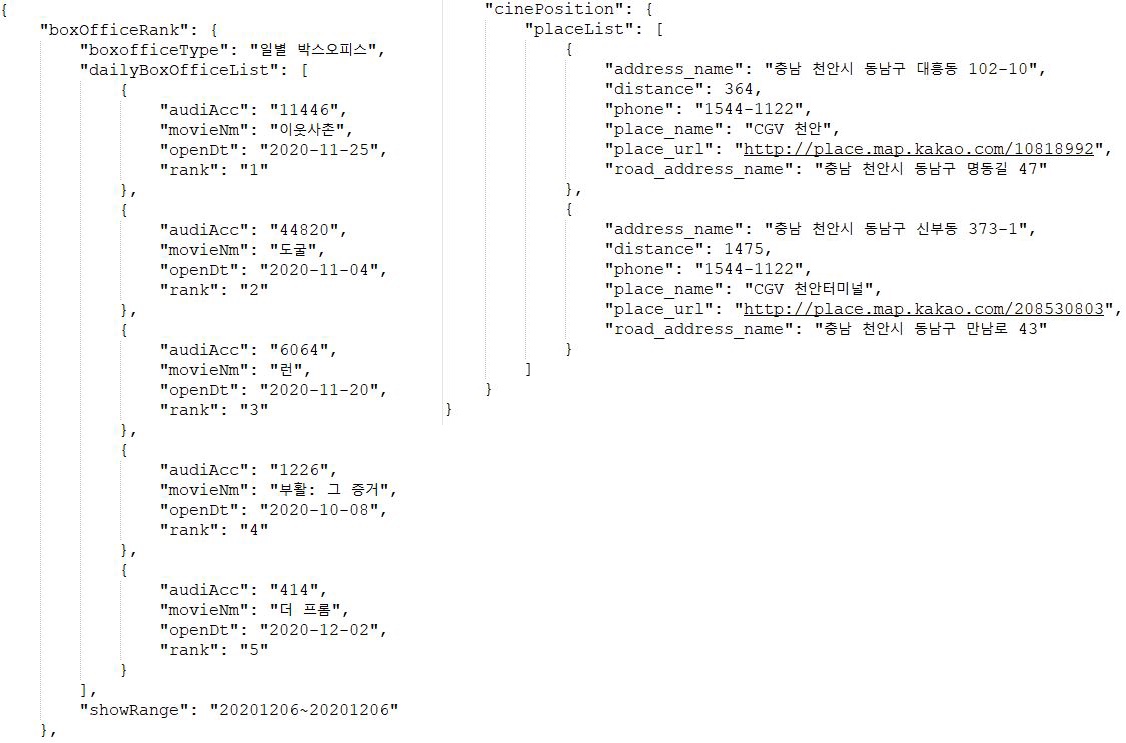 {
"boxOfficeRank": {
"boxofficeType": "일별 박스오피스",
"dailyBoxOfficeList": [
{
"audiAcc": "11446",
"movieNm": "이웃사촌",
"openDt": "2020-11-25",
"rank": "1"
},
{
"audiAcc": "44820",
"movieNm": "도굴",
"openDt": "2020-11-04",
"rank": "2"
},
{
"audiAcc": "6064",
"movieNm": "런",
"openDt": "2020-11-20",
"rank": "3"
},
{
"audiAcc": "1226",
"movieNm": "부활: 그 증거",
"openDt": "2020-10-08",
"rank": "4"
},
{
"audiAcc": "414",
"movieNm": "더 프롬",
"openDt": "2020-12-02",
"rank": "5"
}
],
"showRange": "20201206~20201206"
},
"cinePosition": {
"placeList": [
{
"address_name": "충남 천안시 동남구 대흥동 102-10",
"distance": 364,
"phone": "1544-1122",
"place_name": "CGV 천안",
"place_url": "http://place.map.kakao.com/10818992",
"road_address_name": "충남 천안시 동남구 명동길 47"
},
{
"address_name": "충남 천안시 동남구 신부동 373-1",
"distance": 1475,
"phone": "1544-1122",
"place_name": "CGV 천안터미널",
"place_url": "http://place.map.kakao.com/208530803",
"road_address_name": "충남 천안시 동남구 만남로 43"
}
]
}
}